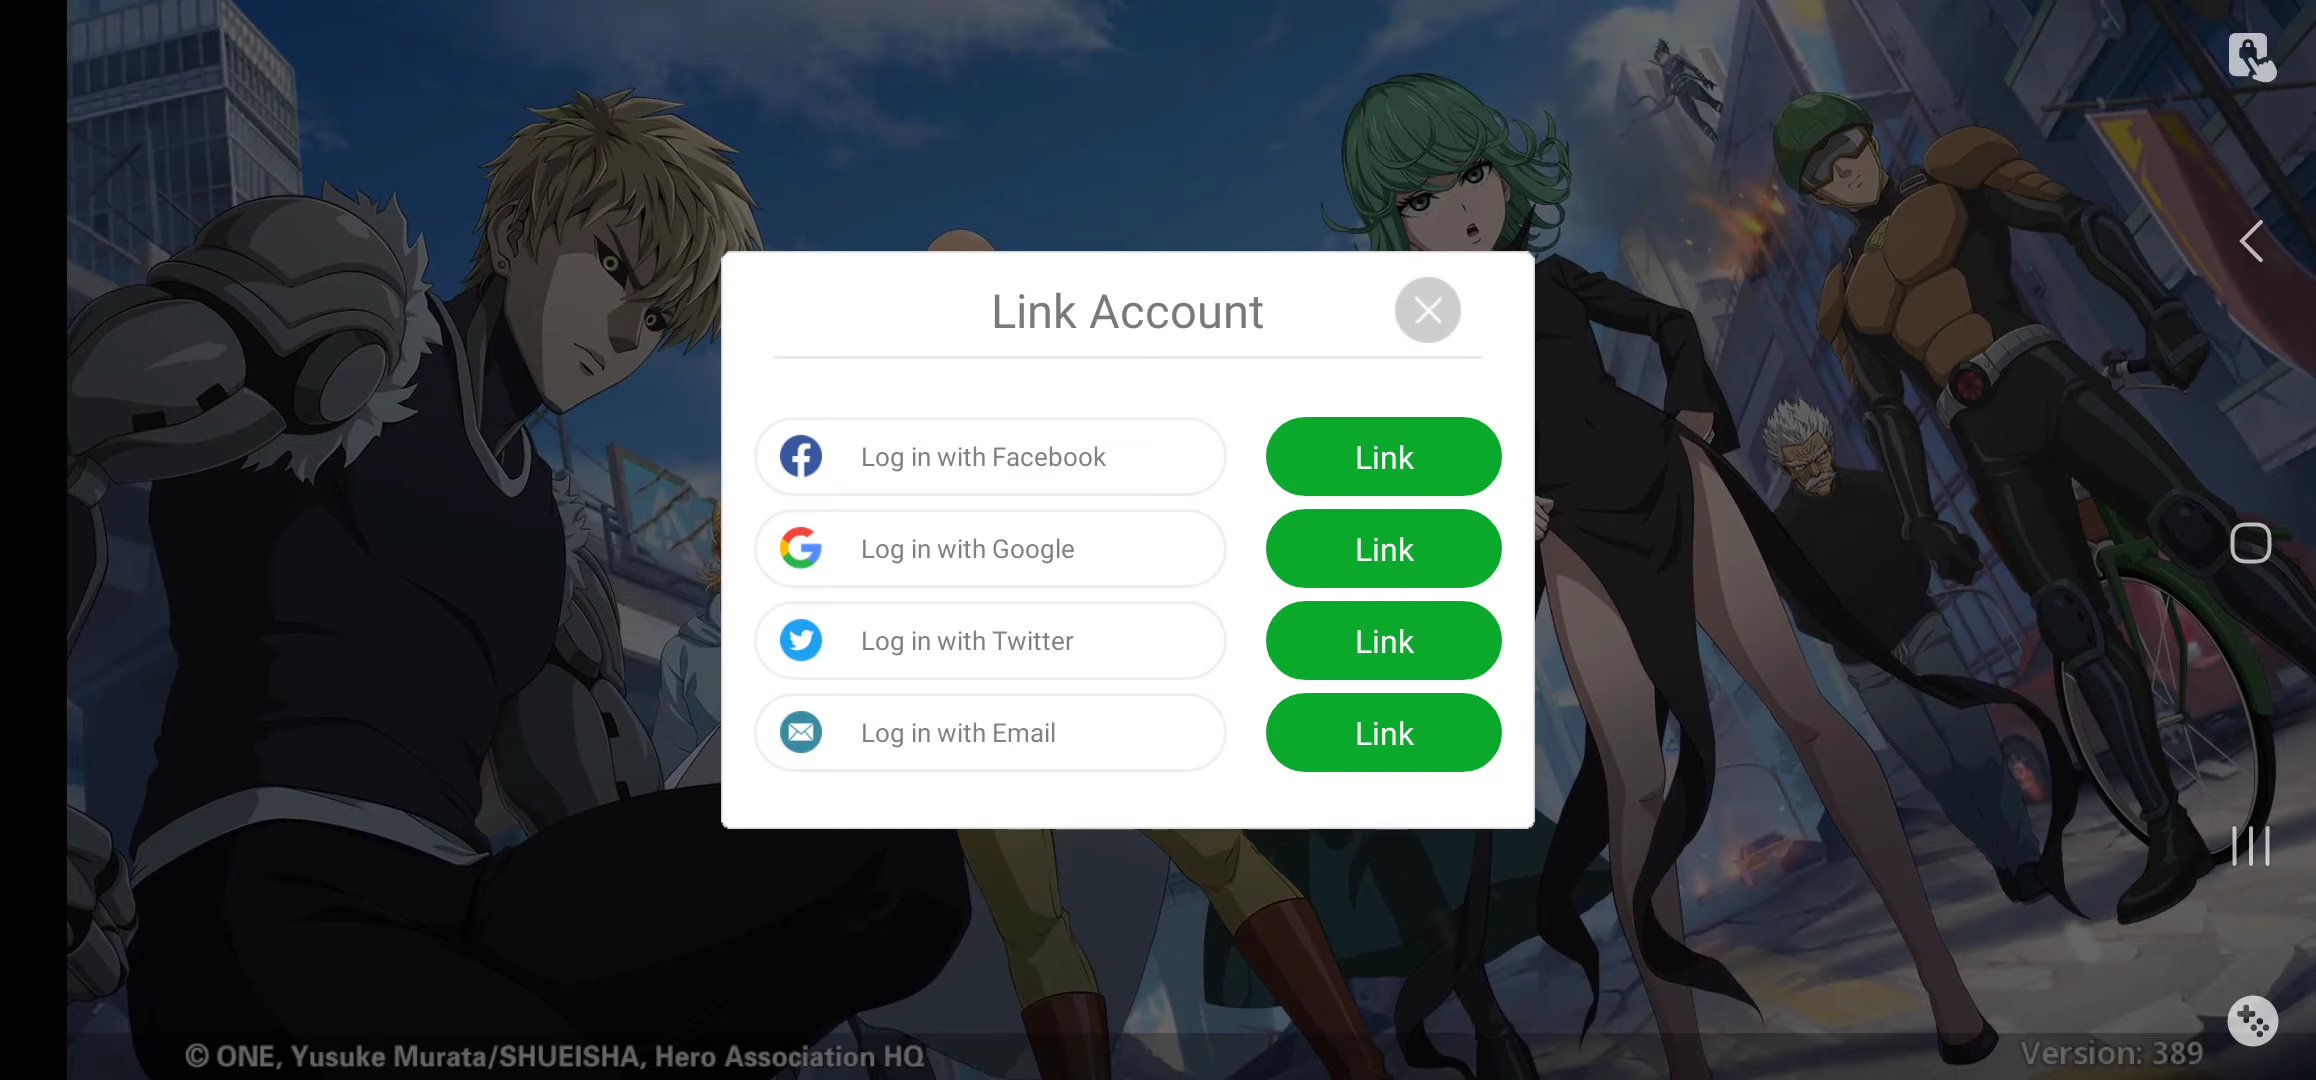 Link Account
Log in with Facebook Link
Log in with Google Link
Log in with Twitter Link
Log in with Email Link
© ONE, Yusuke Murata/SHUEISHA, Hero Association HQ
Version: 389